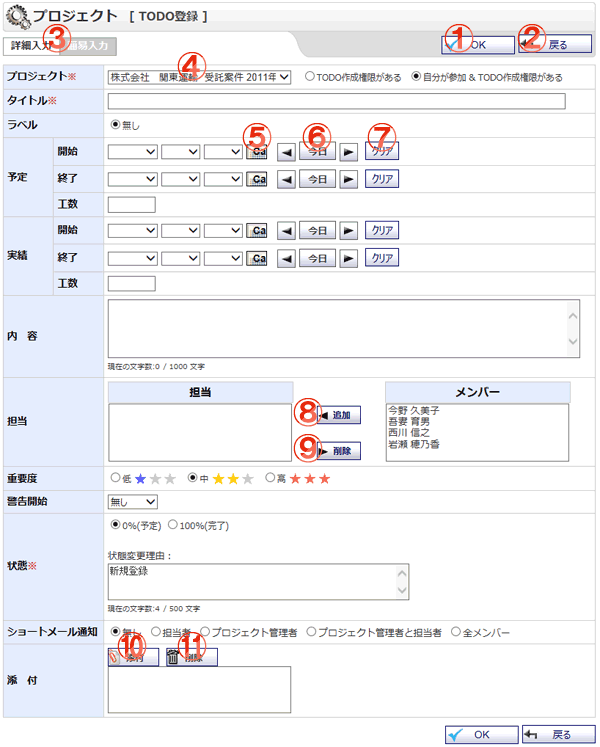 プロジェクト [ TODO登録 ]
① OK ② 戻る
詳細入力 ③ 簡易入力
プロジェクト※ ④ 株式会社 関東運輸 受託案件 2011年 TODO作成権限がある 自分が参加 & TODO作成権限がある
タイトル※
ラベル 無し
⑤ ⑥ ⑦
予定 開始 Ca 今日 クリア
終了 Ca 今日 クリア
工数
実績 開始 Ca 今日 クリア
終了 Ca 今日 クリア
工数
内 容
現在の文字数:0 / 1000 文字
担当 担当 メンバー
⑧ 追加
⑨ 削除
今野 久美子
吾妻 育男
西川 信之
岩瀬 穂乃香
重要度 低 ★★★ 中 ★★★ 高 ★★★
警告開始 無し
状態※ 0%(予定) 100%(完了)
状態変更理由：
新規登録
現在の文字数:4 / 500 文字
ショートメール通知 無し 担当者 プロジェクト管理者 プロジェクト管理者と担当者 全メンバー
添 付 ⑩ 添付 ⑪ 削除
OK 戻る